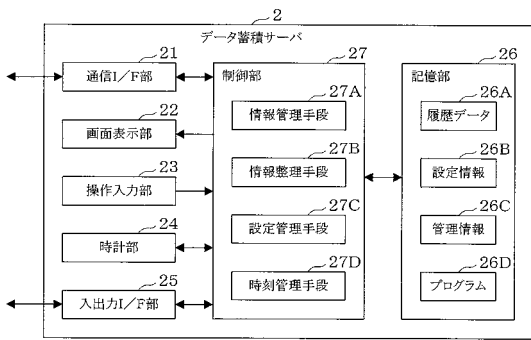 2
データ蓄積サーバ
21
通信I／F部
22
画面表示部
23
操作入力部
24
時計部
25
入出力I／F部
27
制御部
27A
情報管理手段
27B
情報整理手段
27C
設定管理手段
27D
時刻管理手段
26
記憶部
26A
履歴データ
26B
設定情報
26C
管理情報
26D
プログラム